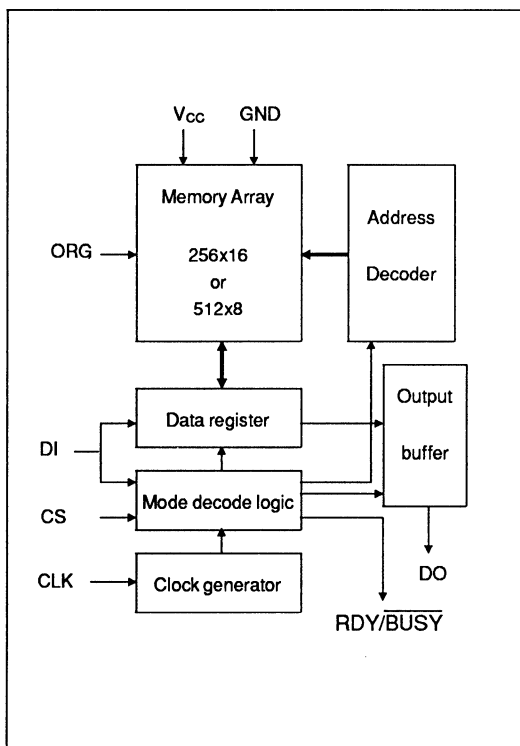 Vcc GND
Memory Array
ORG
256x16
or
512x8
Address
Decoder
Data register
Output
buffer
DI
Mode decode logic
CS
CLK
Clock generator
DO
RDY/BUSY